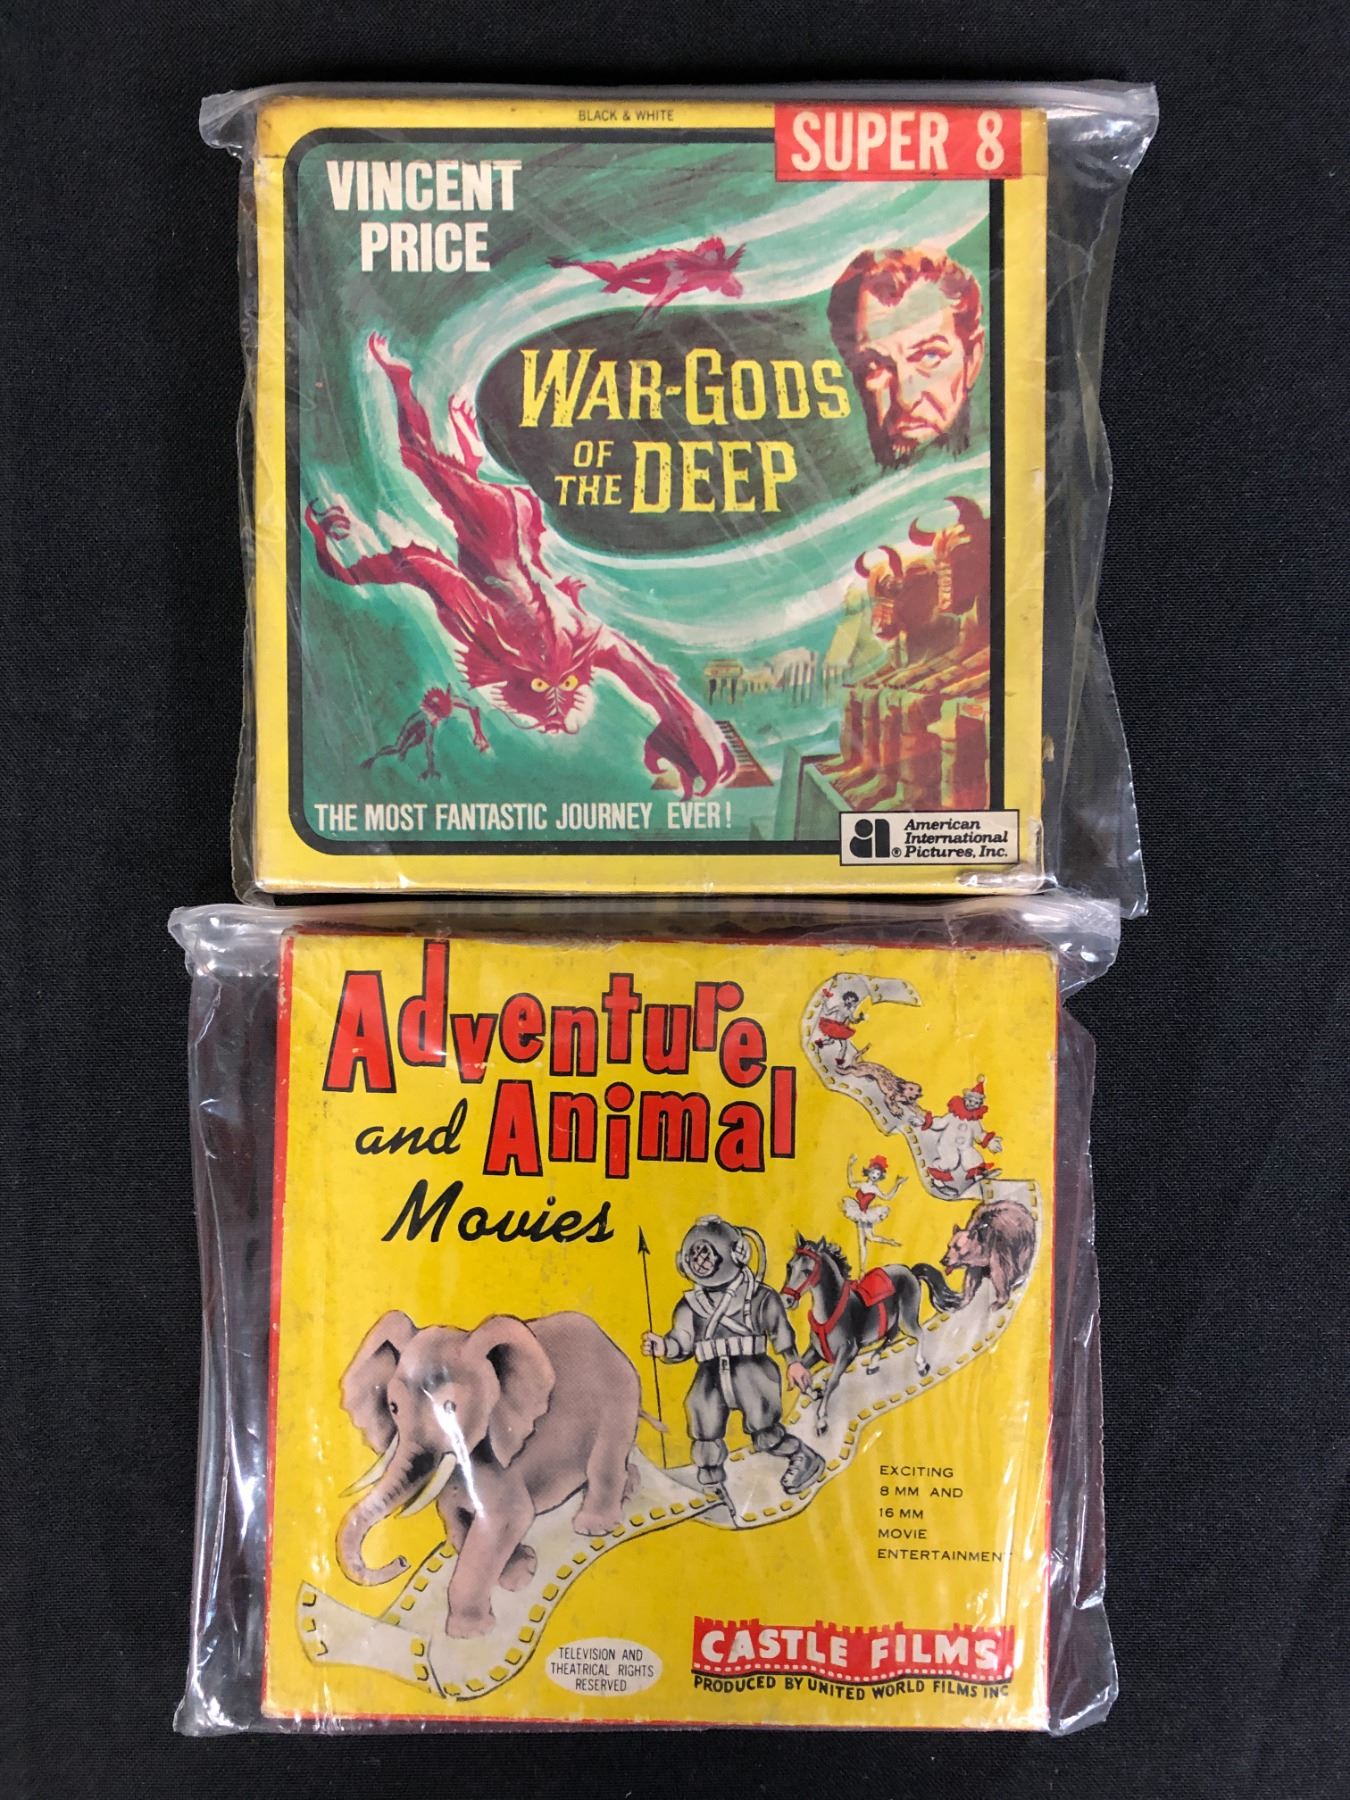 BLACK & WHITE
SUPER 8
VINCENT
PRICE
WAR-GODS
OF
THE DEEP
THE MOST FANTASTIC JOURNEY EVER!
American
International
® Pictures, Inc.
Adventure
and Animal
Movies
EXCITING
8 MM AND
16 MM
MOVIE
ENTERTAINMENT
TELEVISION AND
THEATRICAL RIGHTS
RESERVED
CASTLE FILMS
PRODUCED BY UNITED WORLD FILMS INC